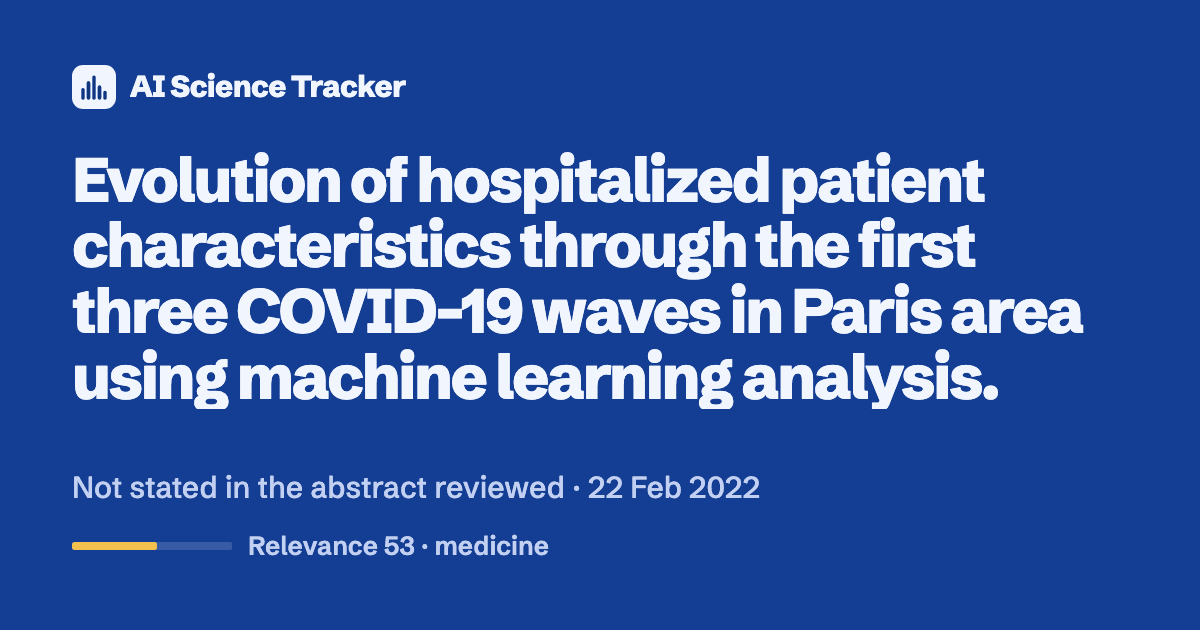 AI Science Tracker
Evolution of hospitalized patient
characteristics through the first
three COVID-19 waves in Paris area
using machine learning analysis.
Not stated in the abstract reviewed · 22 Feb 2022
Relevance 53 · medicine